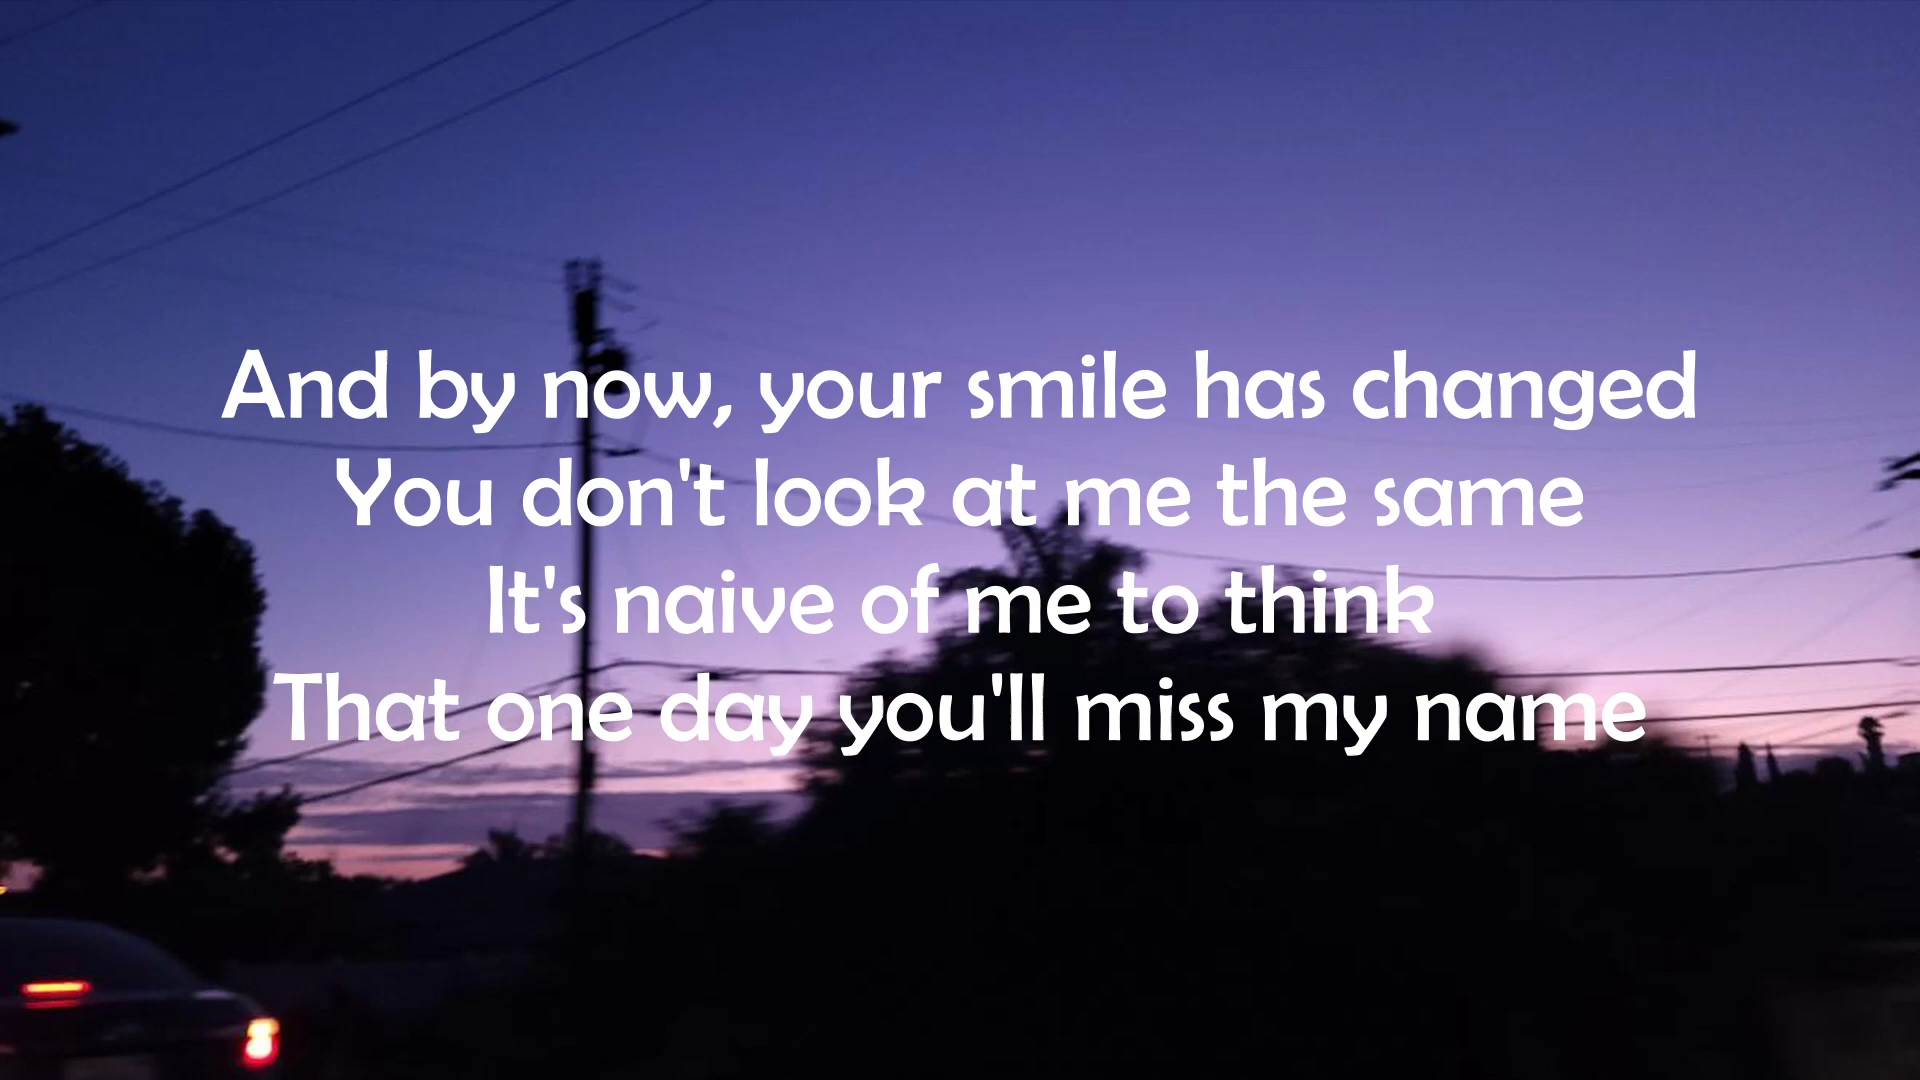 And by now, your smile has changed
You don't look at me the same
It's naive of me to think
That one day you'll miss my name